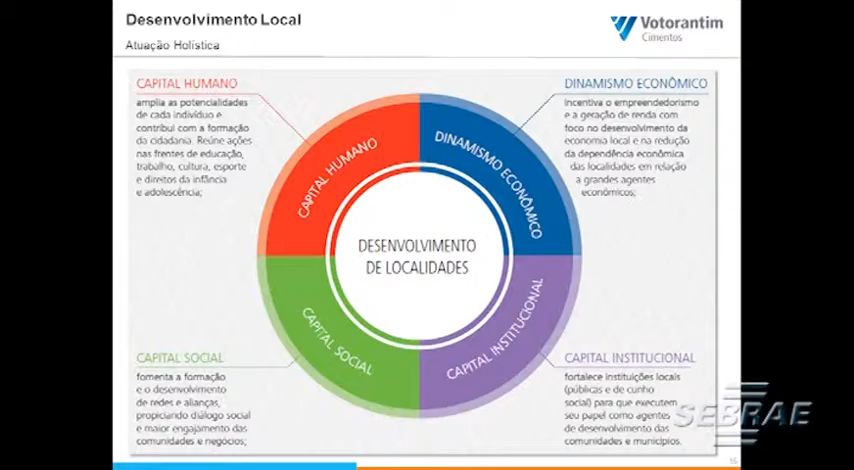 Desenvolvimento Local
Atuação Holística
Votorantim
Cimentos
CAPITAL HUMANO
amplia as potencialidades
de cada indivíduo e
contribui com a formação
da cidadania. Reúne ações
nas frentes de educação,
trabalho, cultura, esporte
e direitos da infância
e adolescência;
DINAMISMO ECONÔMICO
incentiva o empreendedorismo
e a geração de renda com
foco no desenvolvimento da
economia local e na redução
da dependência econômica
das localidades em relação
a grandes agentes
econômicos;
CAPITAL HUMANO
DINAMISMO ECONÔMICO
DESENVOLVIMENTO
DE LOCALIDADES
CAPITAL SOCIAL
CAPITAL INSTITUCIONAL
CAPITAL SOCIAL
fomenta a formação
e o desenvolvimento
de redes e alianças,
propiciando diálogo social
e maior engajamento das
comunidades e negócios;
CAPITAL INSTITUCIONAL
fortalece instituições locais
(públicas e de cunho
social) para que executem
seu papel como agentes
de desenvolvimento das
comunidades e municípios.
SEBRAE